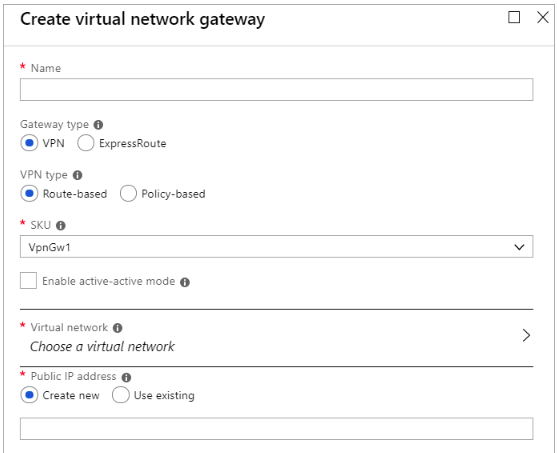 Create virtual network gateway
* Name
Gateway type
VPN ExpressRoute
VPN type
Route-based Policy-based
* SKU
VpnGw1
Enable active-active mode
* Virtual network
Choose a virtual network
* Public IP address
Create new Use existing